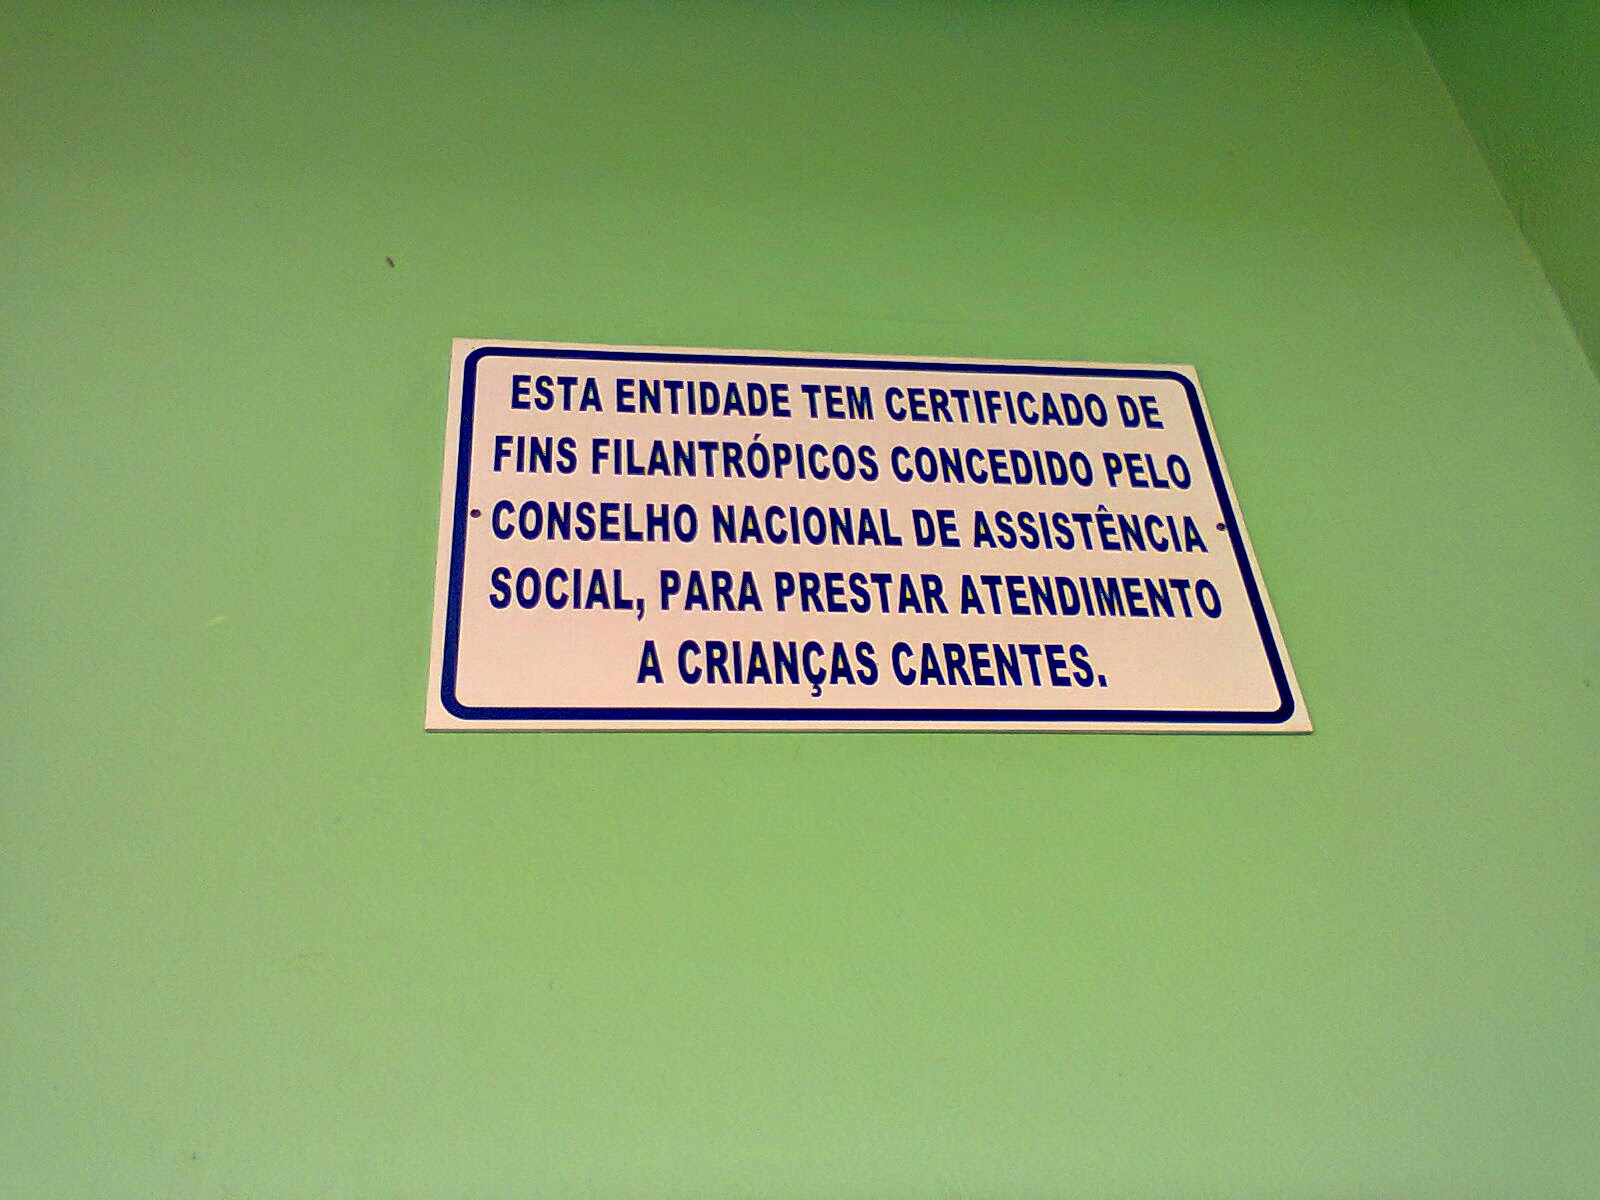 ESTA ENTIDADE TEM CERTIFICADO DE
FINS FILANTRÓPICOS CONCEDIDO PELO
CONSELHO NACIONAL DE ASSISTÊNCIA
SOCIAL, PARA PRESTAR ATENDIMENTO
A CRIANÇAS CARENTES.